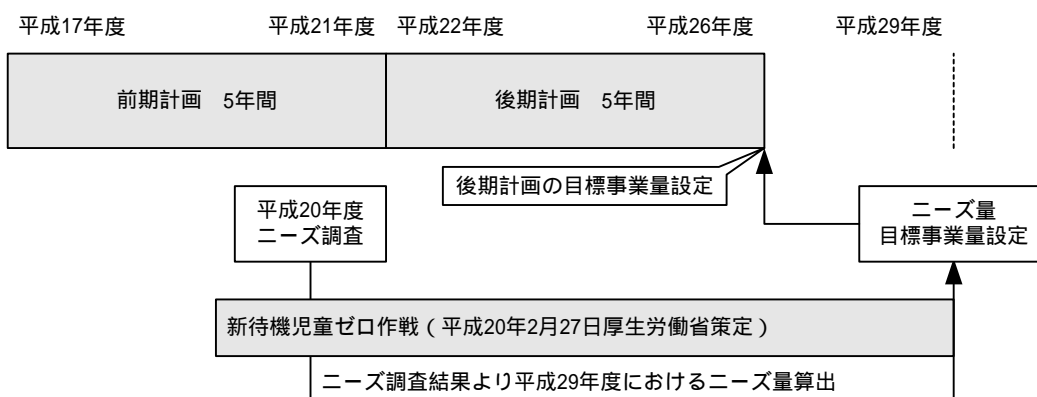 平成17年度 平成21年度 平成22年度 平成26年度 平成29年度
前期計画 5年間 後期計画 5年間
後期計画の目標事業量設定
平成20年度
ニーズ調査
ニーズ量
目標事業量設定
新待機児童ゼロ作戦(平成20年2月27日厚生労働省策定)
ニーズ調査結果より平成29年度におけるニーズ量算出